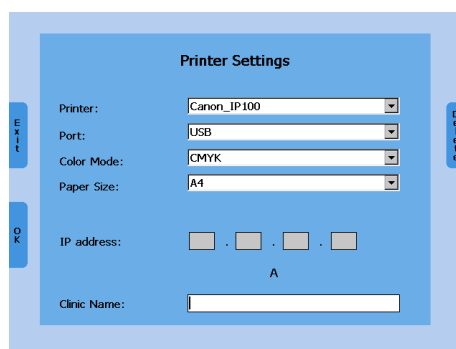 Printer Settings
Printer: Canon_IP100
Port: USB
Color Mode: CMYK
Paper Size: A4
IP address: . . .
A
Clinic Name:
Exit
OK
Delete